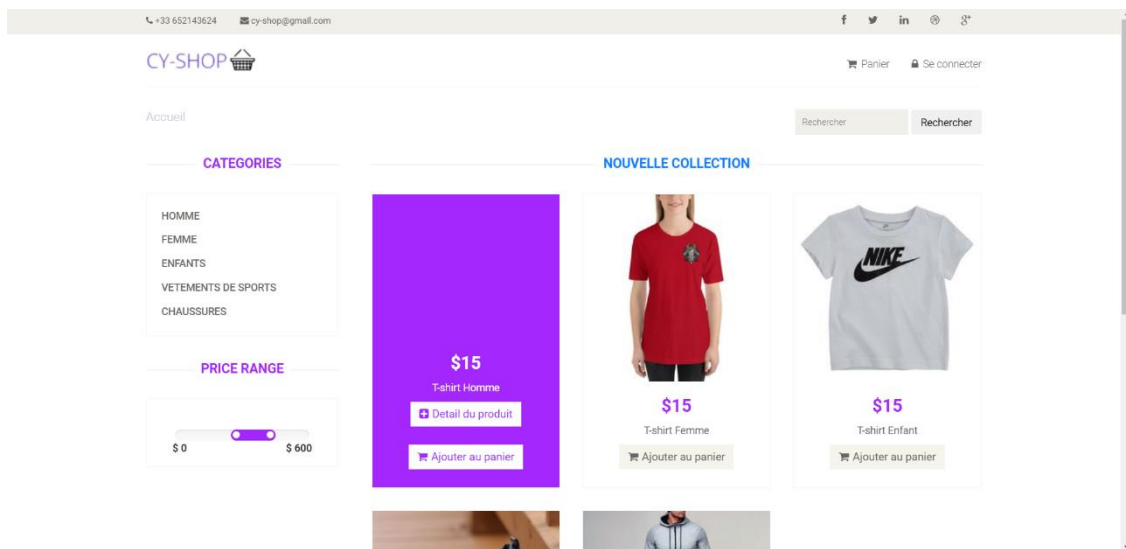 +33 652143624 cy-shop@gmail.com
CY-SHOP
Panier Se connecter
Accueil
Rechercher Rechercher
CATEGORIES
HOMME
FEMME
ENFANTS
VETEMENTS DE SPORTS
CHAUSSURES
PRICE RANGE
$ 0 $ 600
NOUVELLE COLLECTION
$15
T-shirt Homme
Detail du produit
Ajouter au panier
$15
T-shirt Femme
Ajouter au panier
NIKE
$15
T-shirt Enfant
Ajouter au panier